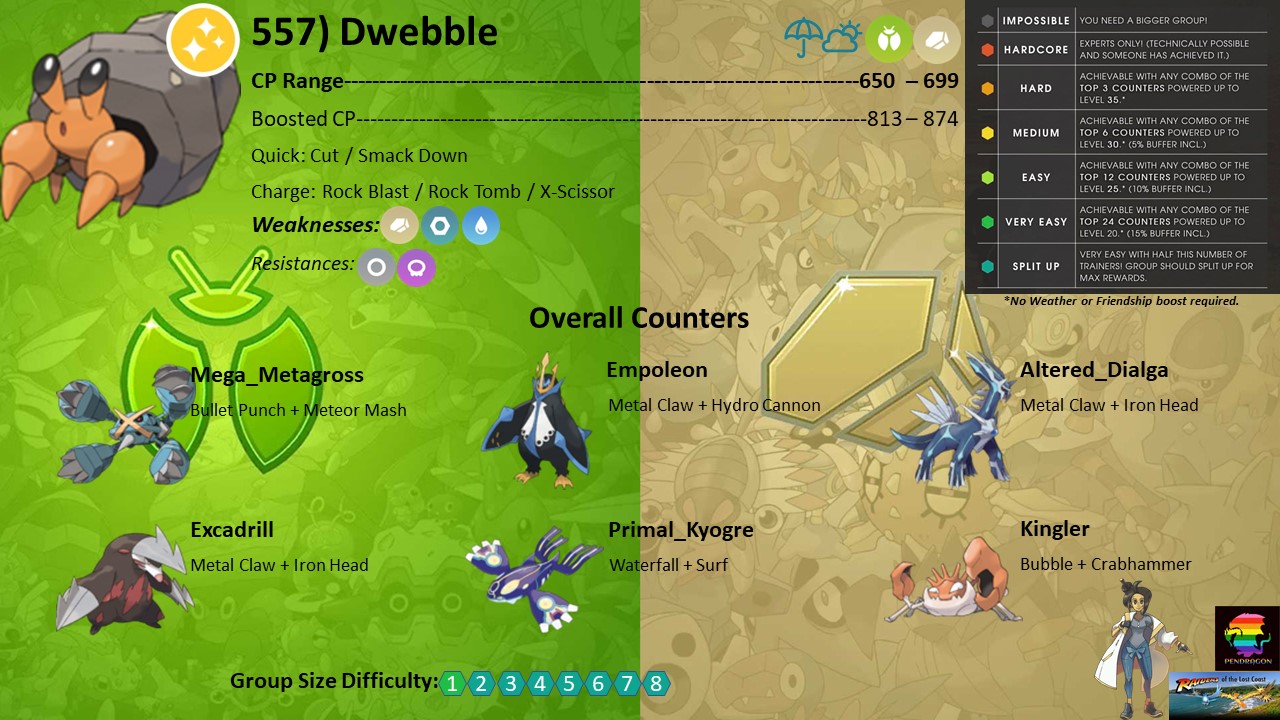 557) Dwebble
CP Range-----------------------------------------------------------------------------------------650 – 699
Boosted CP---------------------------------------------------------------------------------------813 – 874
Quick: Cut / Smack Down
Charge: Rock Blast / Rock Tomb / X-Scissor
Weaknesses:
Resistances:
IMPOSSIBLE YOU NEED A BIGGER GROUP!
HARDCORE EXPERTS ONLY! (TECHNICALLY POSSIBLE
AND SOMEONE HAS ACHIEVED IT.)
HARD ACHIEVABLE WITH ANY COMBO OF THE
TOP 3 COUNTERS POWERED UP TO
LEVEL 35.*
MEDIUM ACHIEVABLE WITH ANY COMBO OF THE
TOP 6 COUNTERS POWERED UP TO
LEVEL 30.* (5% BUFFER INCL.)
EASY ACHIEVABLE WITH ANY COMBO OF THE
TOP 12 COUNTERS POWERED UP TO
LEVEL 25.* (10% BUFFER INCL.)
VERY EASY ACHIEVABLE WITH ANY COMBO OF THE
TOP 24 COUNTERS POWERED UP TO
LEVEL 20.* (15% BUFFER INCL.)
SPLIT UP VERY EASY WITH HALF THIS NUMBER OF
TRAINERS! GROUP SHOULD SPLIT UP FOR
MAX REWARDS.
*No Weather or Friendship boost required.
Overall Counters
Mega_Metagross
Bullet Punch + Meteor Mash
Empoleon
Metal Claw + Hydro Cannon
Altered_Dialga
Metal Claw + Iron Head
Excadrill
Metal Claw + Iron Head
Primal_Kyogre
Waterfall + Surf
Kingler
Bubble + Crabhammer
Group Size Difficulty: 1 2 3 4 5 6 7 8
PENDRAGON
RAIDERS of the Lost Coast